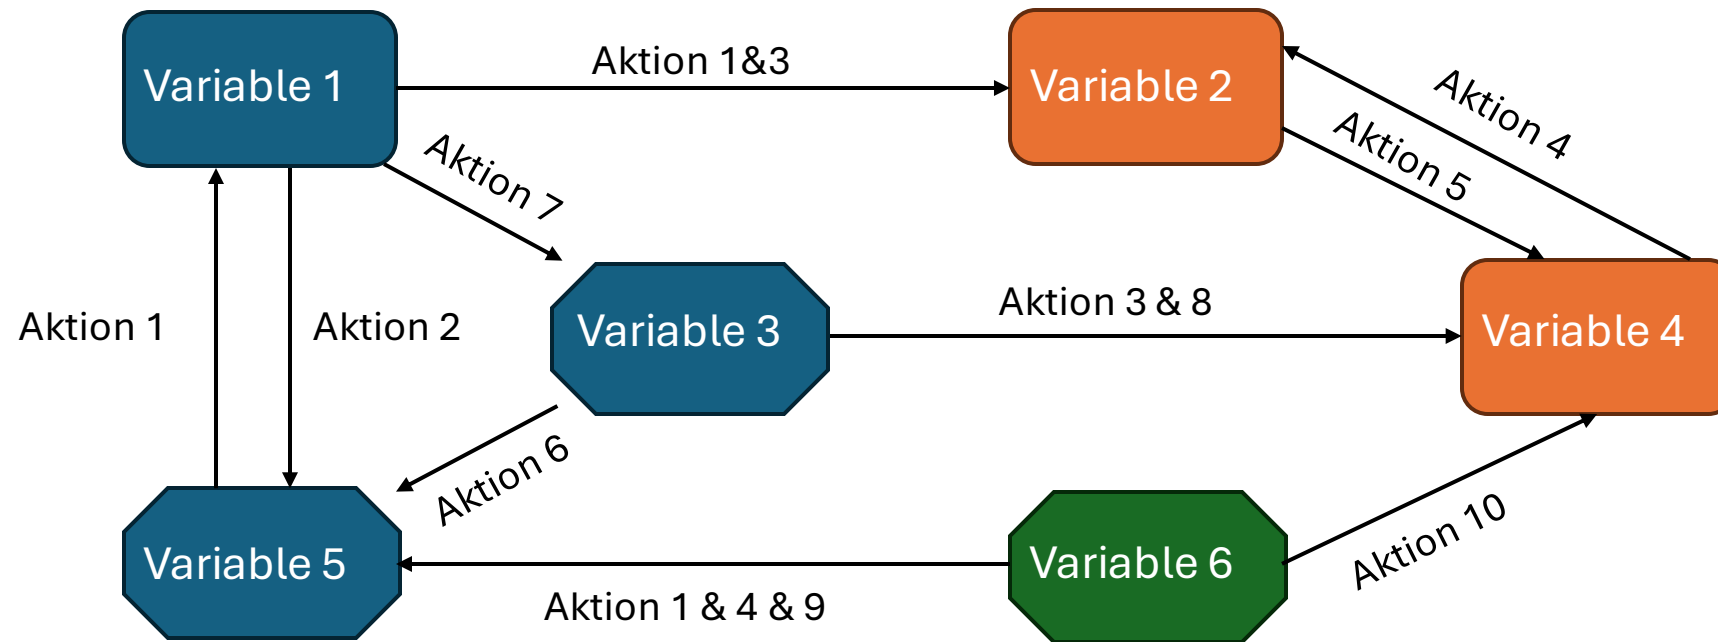 Variable 1
Aktion 1&3
Variable 2
Aktion 4
Aktion 5
Aktion 7
Aktion 1
Aktion 2
Variable 3
Aktion 3 & 8
Variable 4
Aktion 6
Variable 5
Aktion 1 & 4 & 9
Variable 6
Aktion 10